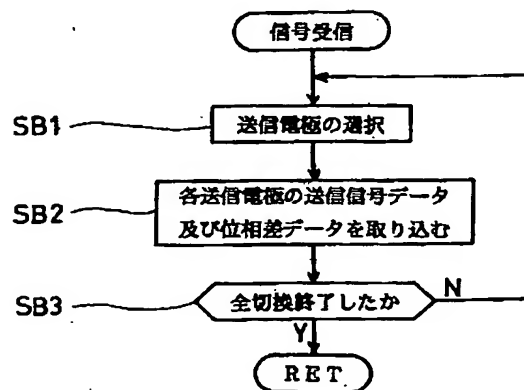 信号受信
SB1
送信電極の選択
SB2
各送信電極の送信信号データ
及び位相差データを取り込む
SB3
全切換終了したか
N
Y
RET